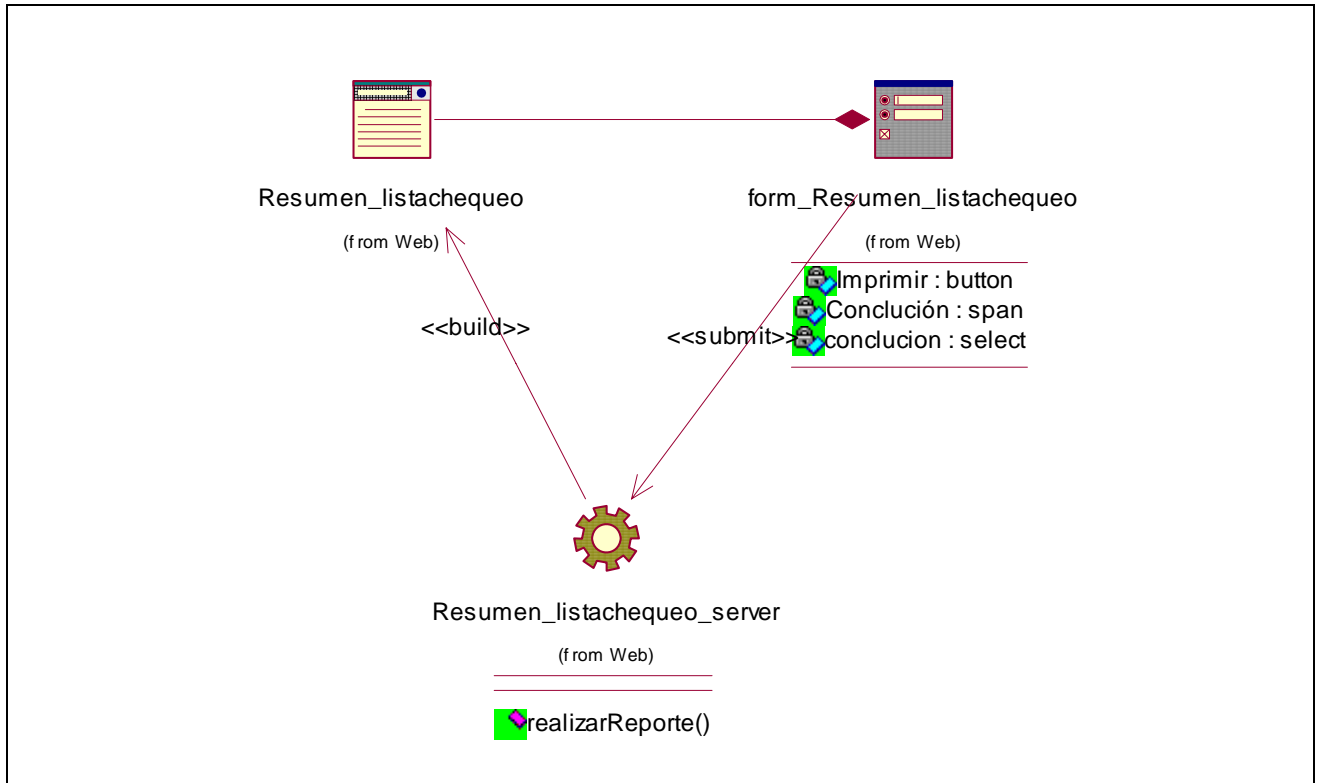 Resumen_listachequeo
(from Web)
form_Resumen_listachequeo
(from Web)
Imprimir : button
Conclución : span
conclucion : select
<<build>>
<<submit>>
Resumen_listachequeo_server
(from Web)
realizarReporte()